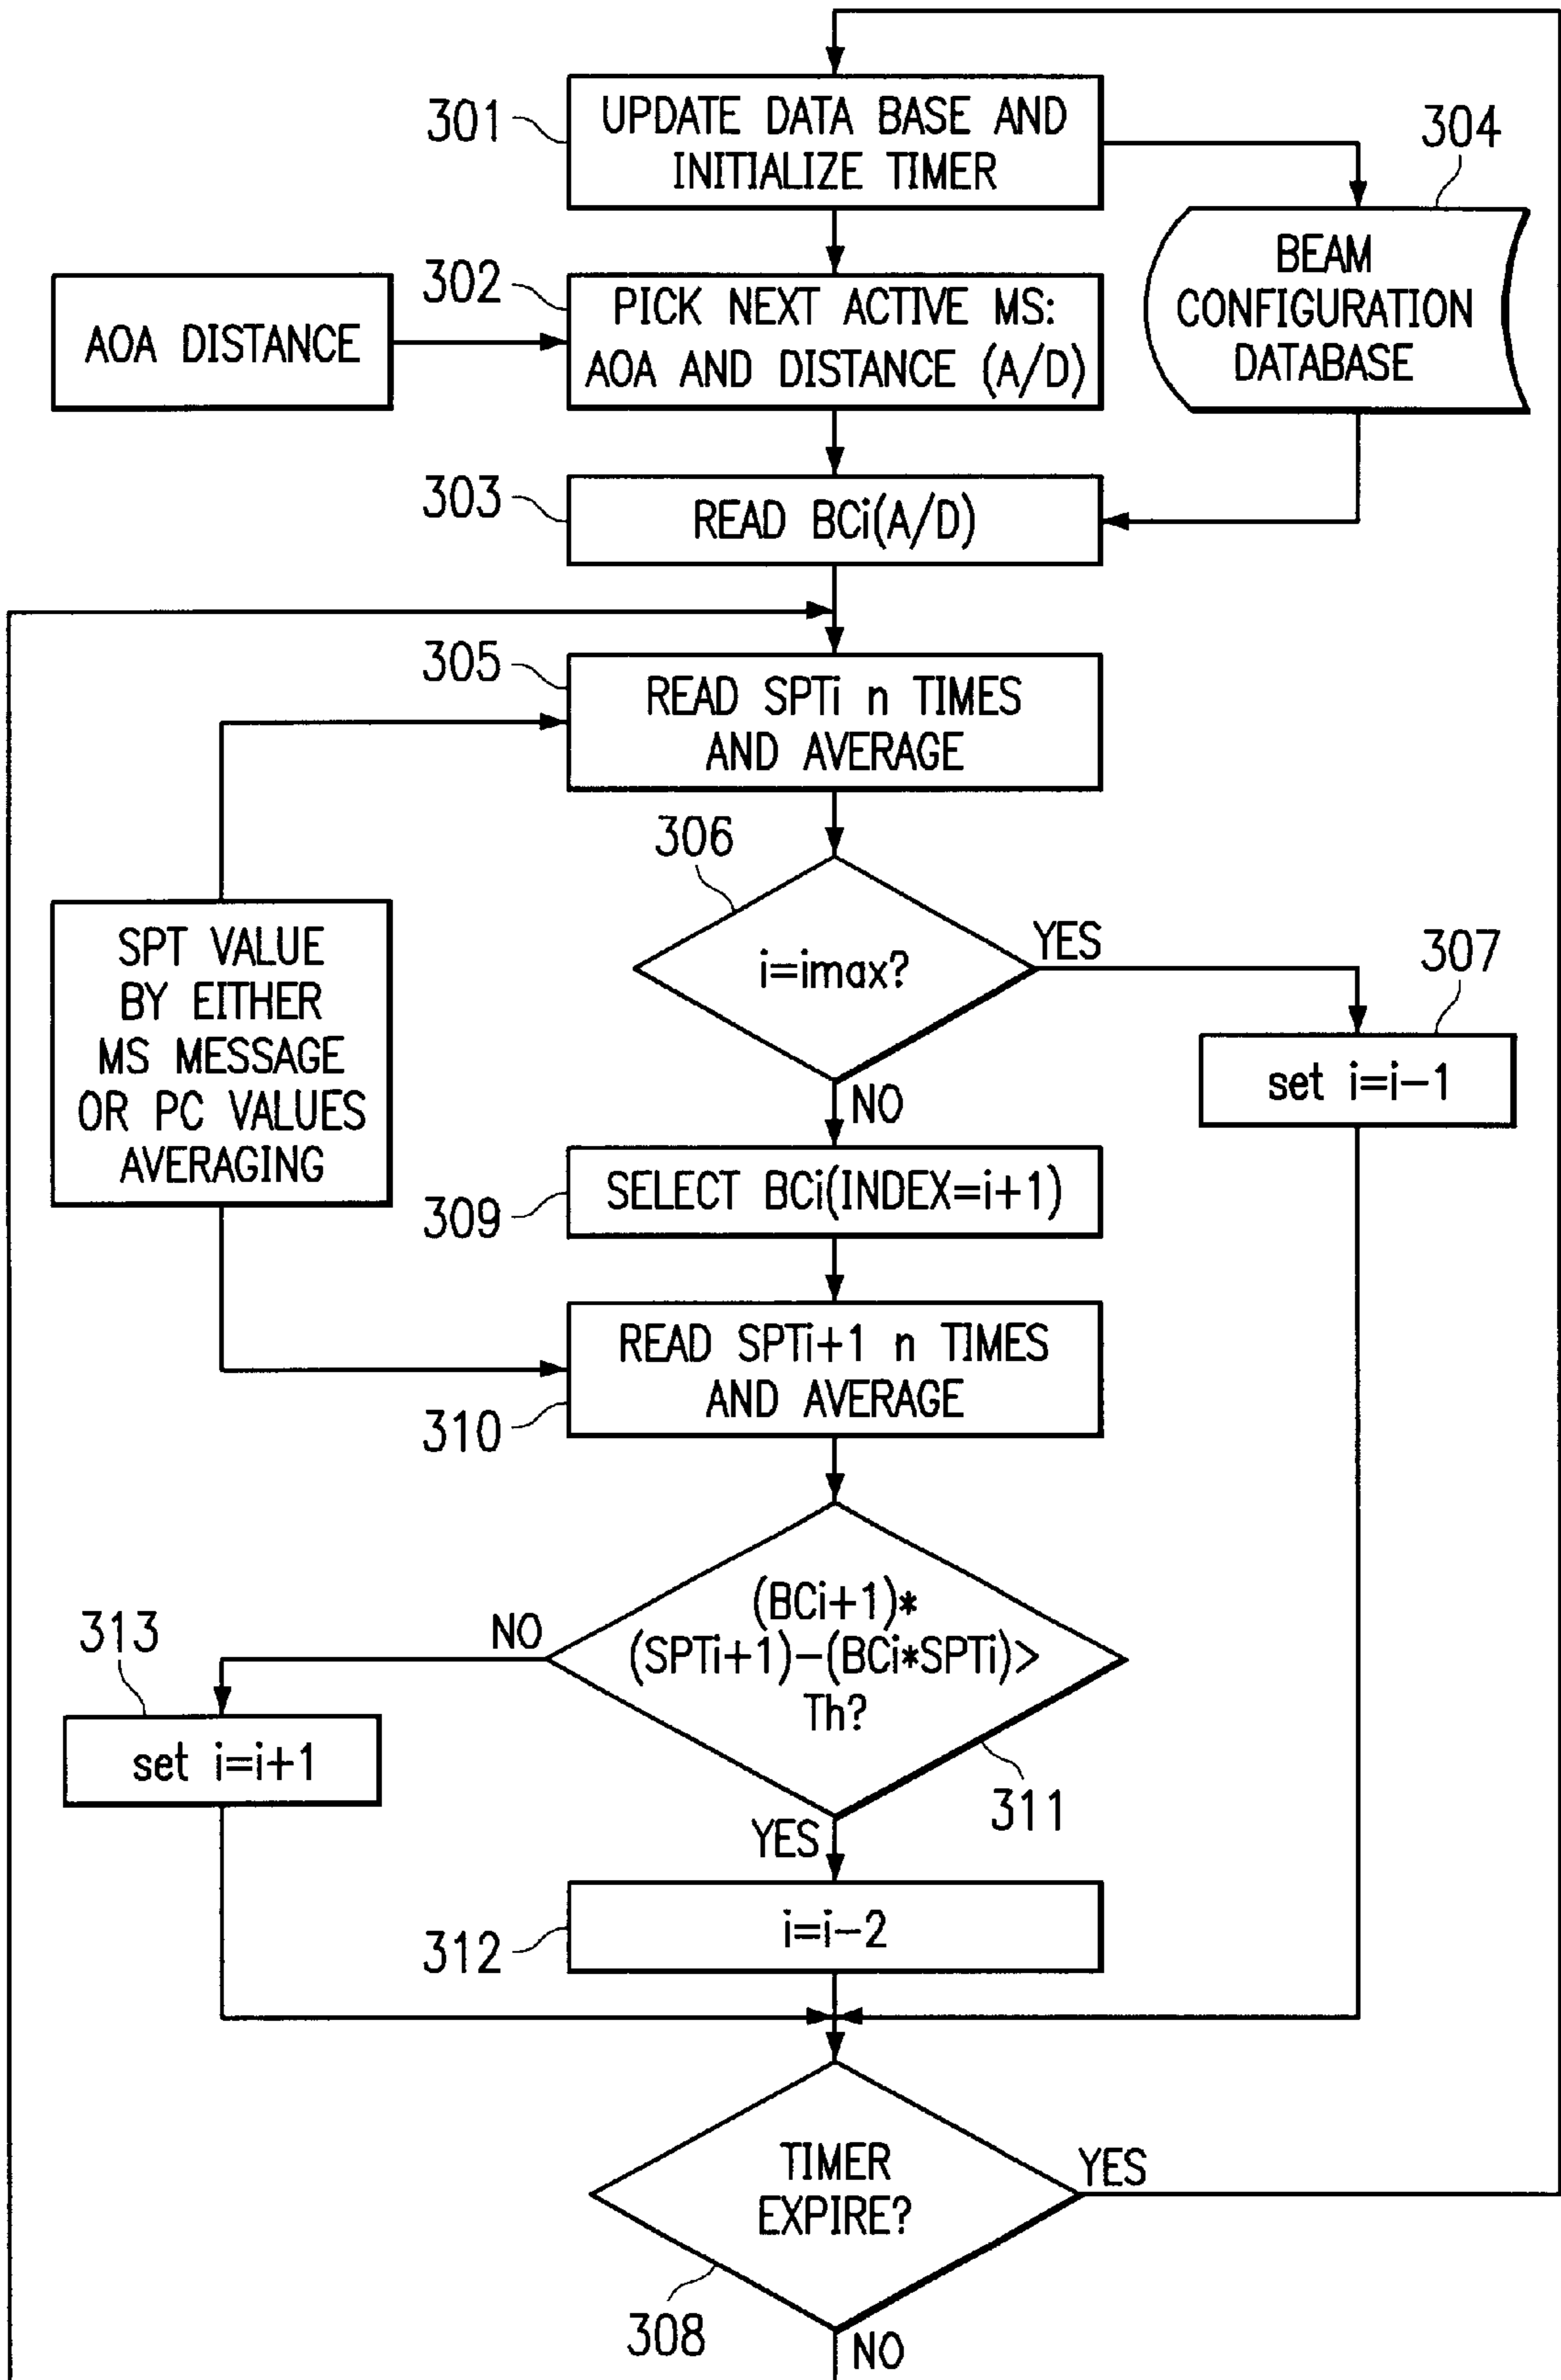 301
UPDATE DATA BASE AND
INITIALIZE TIMER
304
BEAM
CONFIGURATION
DATABASE
302
AOA DISTANCE
PICK NEXT ACTIVE MS:
AOA AND DISTANCE (A/D)
303
READ BCi(A/D)
305
READ SPTi n TIMES
AND AVERAGE
306
i=imax?
YES
NO
307
set i=i-1
SPT VALUE
BY EITHER
MS MESSAGE
OR PC VALUES
AVERAGING
309
SELECT BCi(INDEX=i+1)
310
READ SPTi+1 n TIMES
AND AVERAGE
(BCi+1)*
(SPTi+1)-(BCi*SPTi)>
Th?
311
NO
YES
313
set i=i+1
312
i=i-2
TIMER
EXPIRE?
YES
308
NO